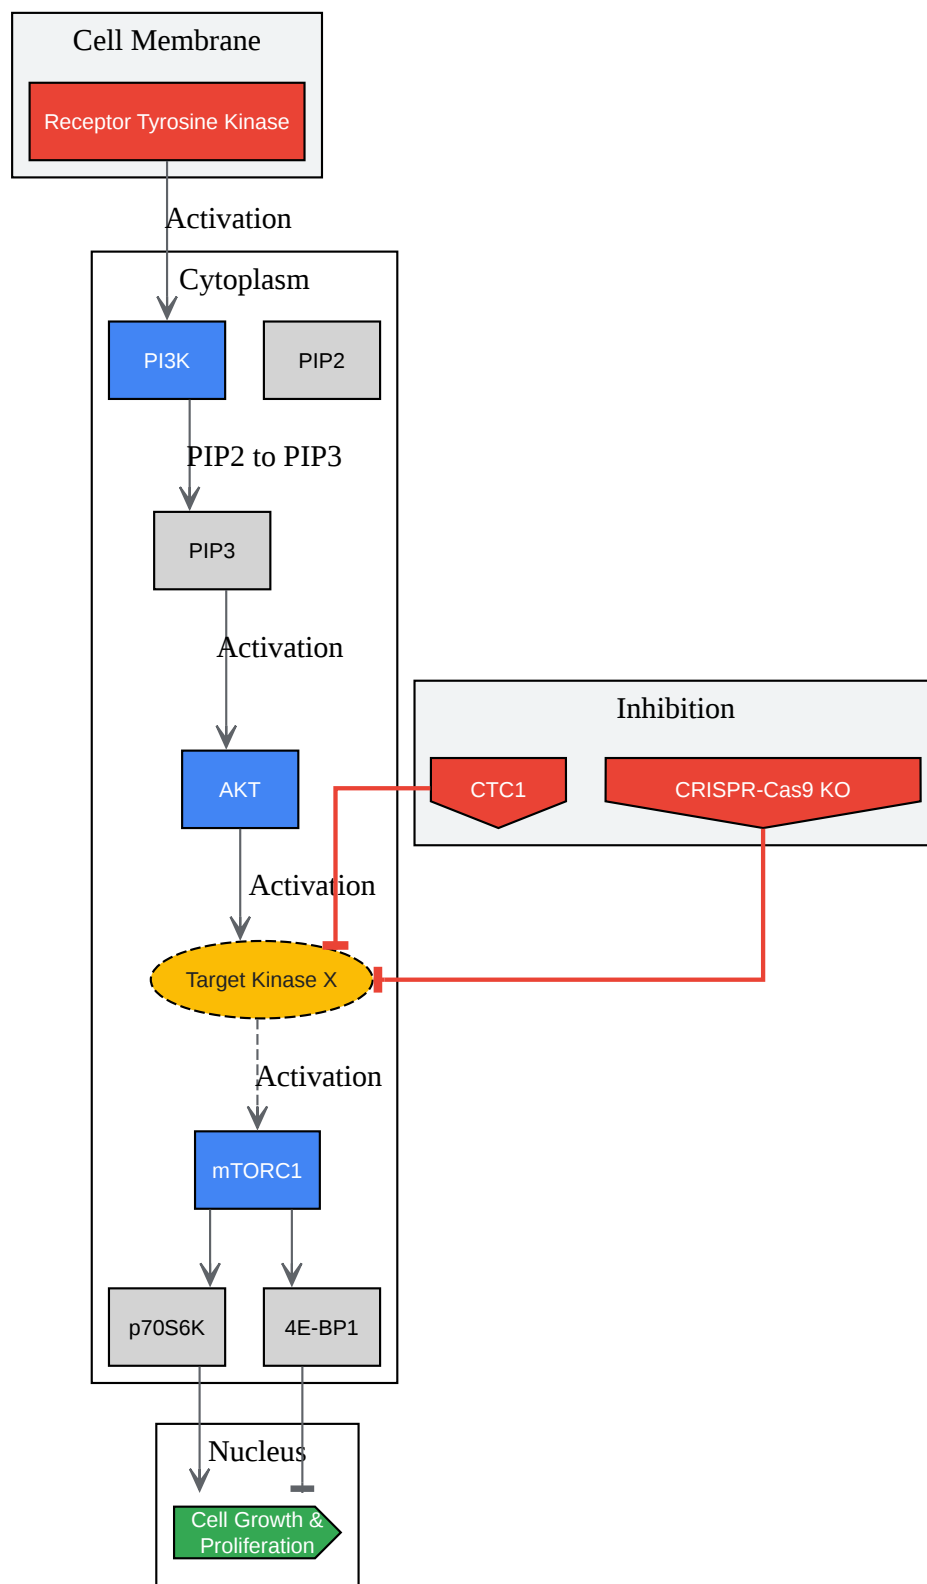 Cell Membrane
Receptor Tyrosine Kinase
Activation
Cytoplasm
PI3K
PIP2
PIP2 to PIP3
PIP3
Activation
Inhibition
AKT
CTC1
CRISPR-Cas9 KO
Activation
Target Kinase X
Activation
mTORC1
p70S6K
4E-BP1
Nucleus
Cell Growth &
Proliferation